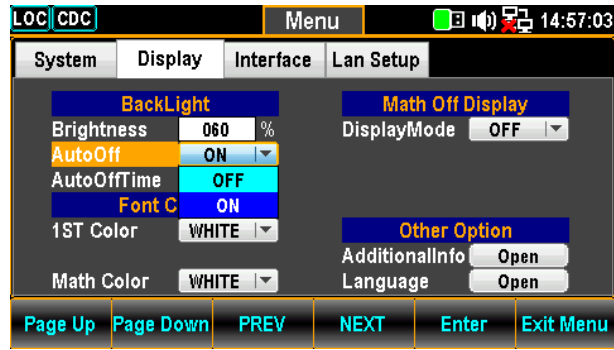 LOC CDC Menu 14:57:03
System Display Interface Lan Setup
BackLight
Brightness 060 %
AutoOff ON
AutoOffTime OFF
ON
Font C
1ST Color WHITE
Math Color WHITE
Math Off Display
DisplayMode OFF
Other Option
AdditionalInfo Open
Language Open
Page Up Page Down PREV NEXT Enter Exit Menu